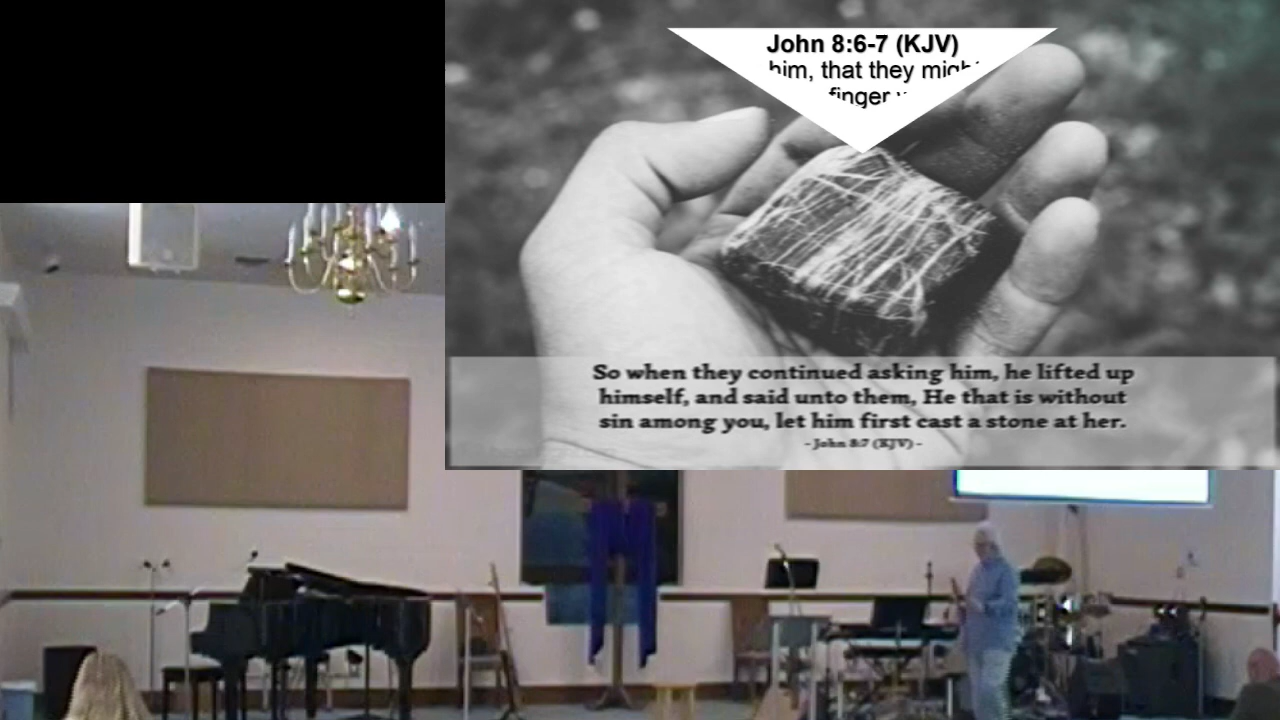 John 8:6-7 (KJV)
him, that they
finger
So when they continued asking him, he lifted up
himself, and said unto them, He that is without
sin among you, let him first cast a stone at her.
- John 8:7 (KJV) -